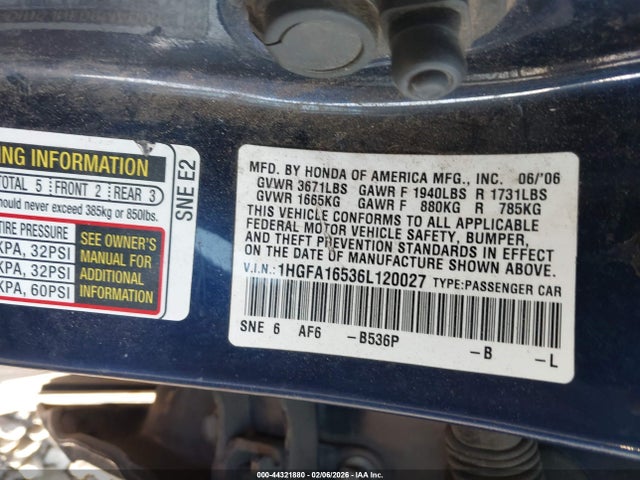 NG INFORMATION
TOTAL 5 FRONT 2 REAR 3
hould never exceed 385kg or 850lbs.
TIRE PRESSURE
KPA, 32PSI
KPA, 32PSI
KPA, 60PSI
SEE OWNER'S
MANUAL FOR
ADDITIONAL
INFORMATION
SNE E2
MFD. BY HONDA OF AMERICA MFG., INC. 06/'06
GVWR 3671LBS GAWR F 1940LBS R 1731LBS
GVWR 1665KG GAWR F 880KG R 785KG
THIS VEHICLE CONFORMS TO ALL APPLICABLE
FEDERAL MOTOR VEHICLE SAFETY, BUMPER,
AND THEFT PREVENTION STANDARDS IN EFFECT
ON THE DATE OF MANUFACTURE SHOWN ABOVE.
V.I.N.: 1HGFA16536L120027 TYPE:PASSENGER CAR
SNE 6 AF6 -B536P -B -L
000-44321880 - 02/06/2026 - IAAI.COM